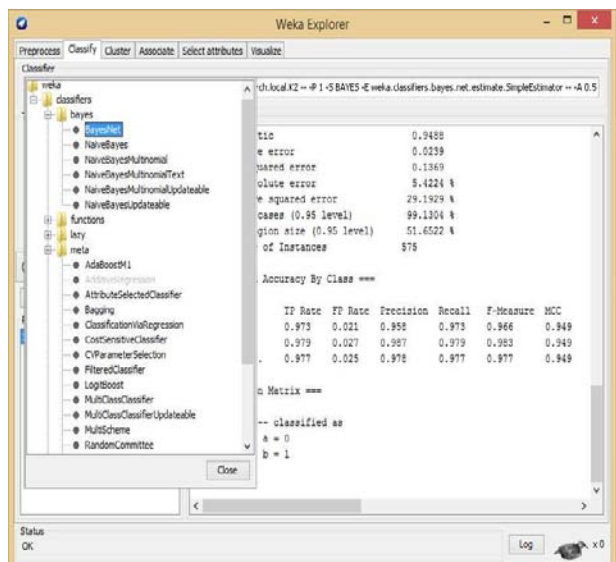 Weka Explorer
Preprocess Classify Cluster Associate Select attributes Visualize
Classifier
rch.local.K2 -- -P 1 -S BAYES -E weka.classifiers.bayes.net.estimate.SimpleEstimator -- -A 0.5
weka
classifiers
bayes
BayesNet
NaiveBayes
NaiveBayesMultinomial
NaiveBayesMultinomialText
NaiveBayesMultinomialUpdateable
NaiveBayesUpdateable
functions
lazy
meta
AdaBoostM1
AdditiveRegression
AttributeSelectedClassifier
Bagging
ClassificationViaRegression
CostSensitiveClassifier
CVParameterSelection
FilteredClassifier
LogitBoost
MultiClassClassifier
MultiClassClassifierUpdateable
MultiScheme
RandomCommittee
Close
tic 0.9488
e error 0.0239
uared error 0.1369
olute error 5.4224 %
e squared error 29.1929 %
cases (0.95 level) 99.1304 %
gion size (0.95 level) 51.6522 %
of Instances 575
Accuracy By Class ===
TP Rate FP Rate Precision Recall F-Measure MCC
0.973 0.021 0.958 0.973 0.966 0.949
0.979 0.027 0.987 0.979 0.983 0.949
. 0.977 0.025 0.978 0.977 0.977 0.949
n Matrix ===
-- classified as
a = 0
b = 1
Status
OK
Log
x 0